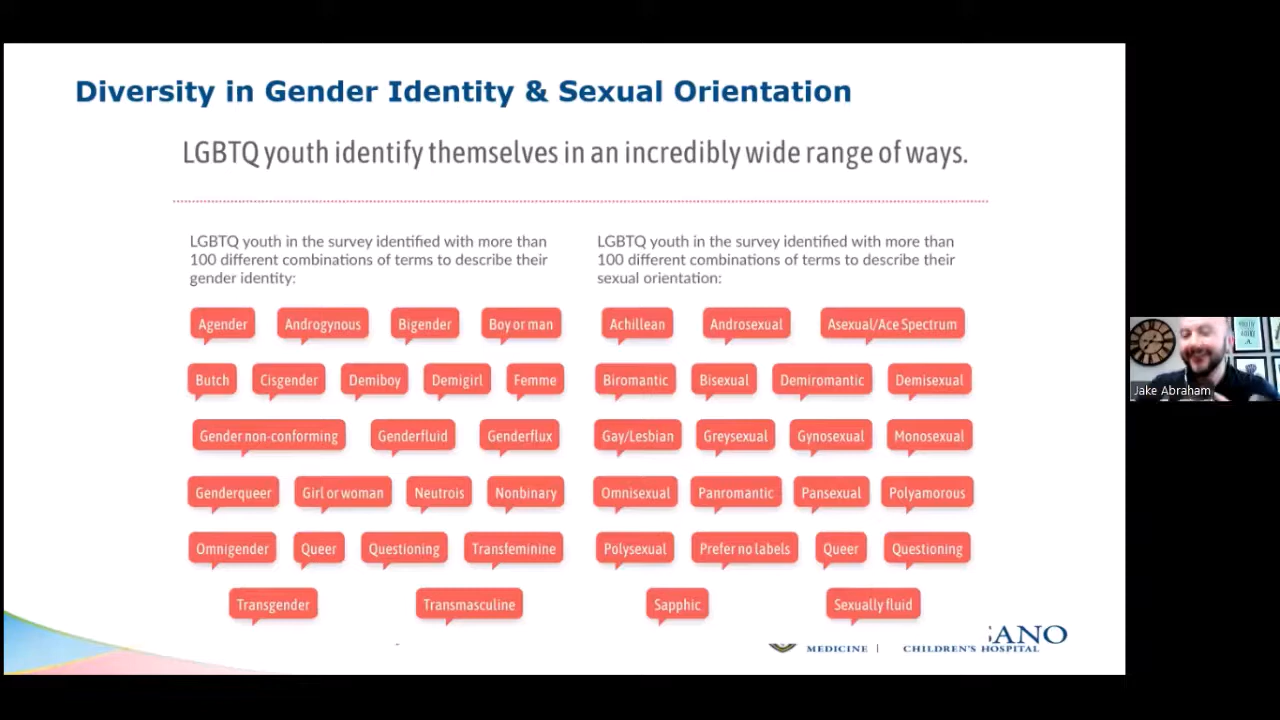 Diversity in Gender Identity & Sexual Orientation
LGBTQ youth identify themselves in an incredibly wide range of ways.
LGBTQ youth in the survey identified with more than
100 different combinations of terms to describe their
gender identity:
Agender Androgynous Bigender Boy or man
Butch Cisgender Demiboy Demigirl Femme
Gender non-conforming Genderfluid Genderflux
Genderqueer Girl or woman Neutrois Nonbinary
Omnigender Queer Questioning Transfeminine
Transgender Transmasculine
LGBTQ youth in the survey identified with more than
100 different combinations of terms to describe their
sexual orientation:
Achillean Androsexual Asexual/Ace Spectrum
Biromantic Bisexual Demiromantic Demisexual
Gay/Lesbian Greysexual Gynosexual Monosexual
Omnisexual Panromantic Pansexual Polyamorous
Polysexual Prefer no labels Queer Questioning
Sapphic Sexually fluid
MEDICINE
ANO
CHILDREN'S HOSPITAL
Jake Abraham